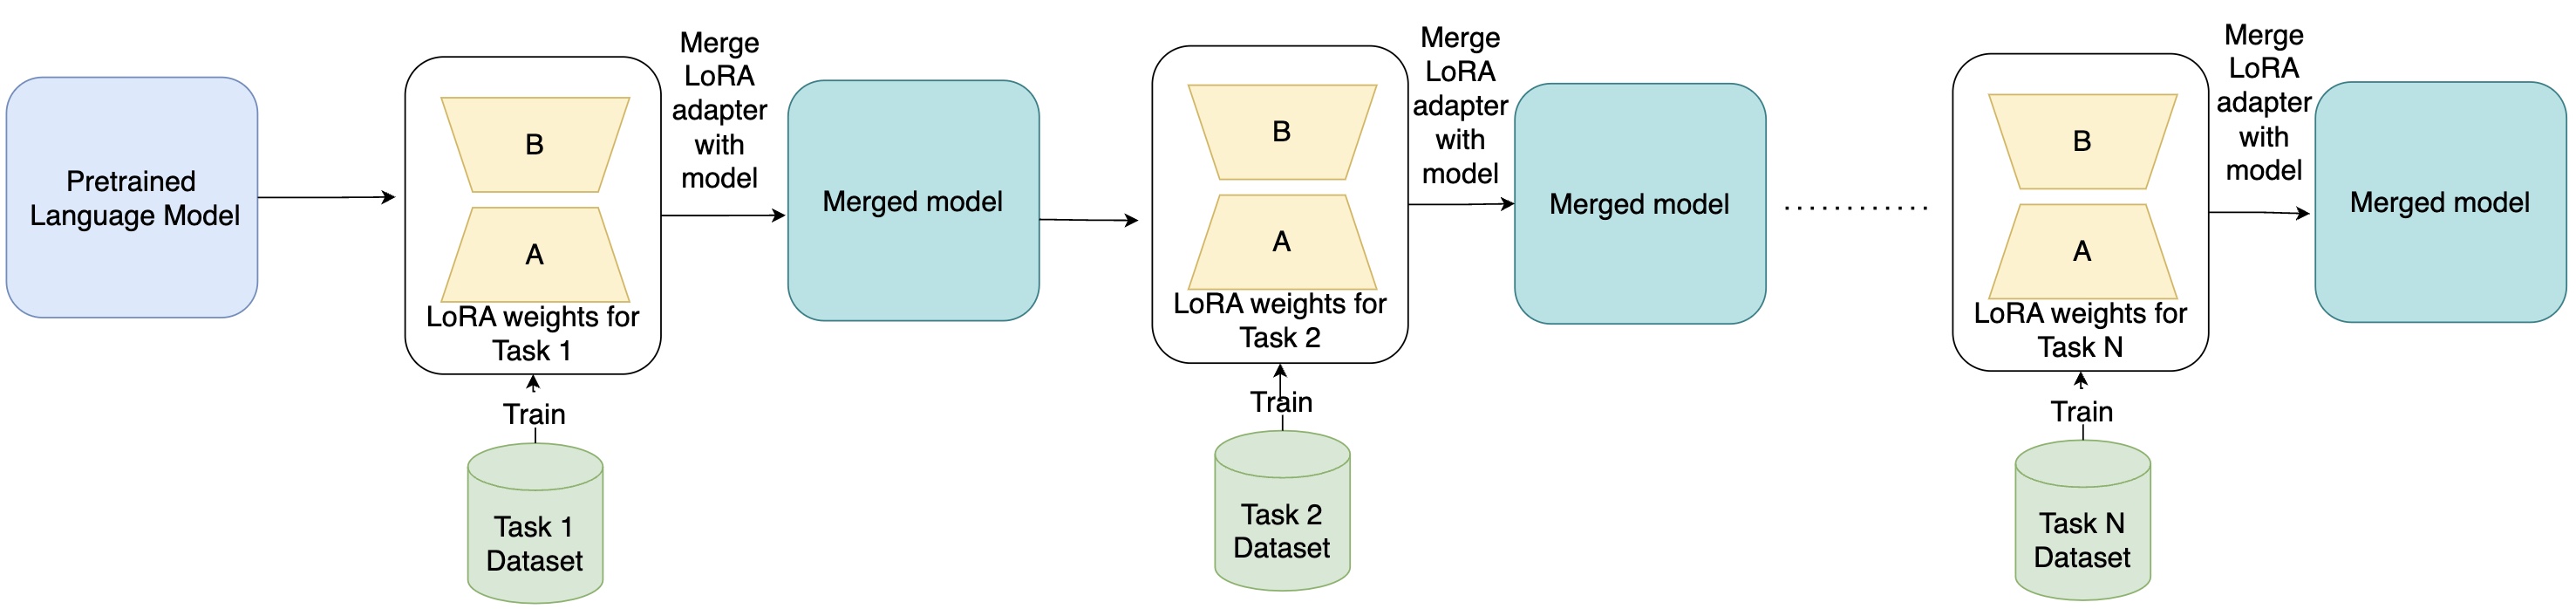 Pretrained
Language Model
B
A
LoRA weights for
Task 1
Train
Task 1
Dataset
Merge
LoRA
adapter
with
model
Merged model
B
A
LoRA weights for
Task 2
Train
Task 2
Dataset
Merge
LoRA
adapter
with
model
Merged model
............
B
A
LoRA weights for
Task N
Train
Task N
Dataset
Merge
LoRA
adapter
with
model
Merged model